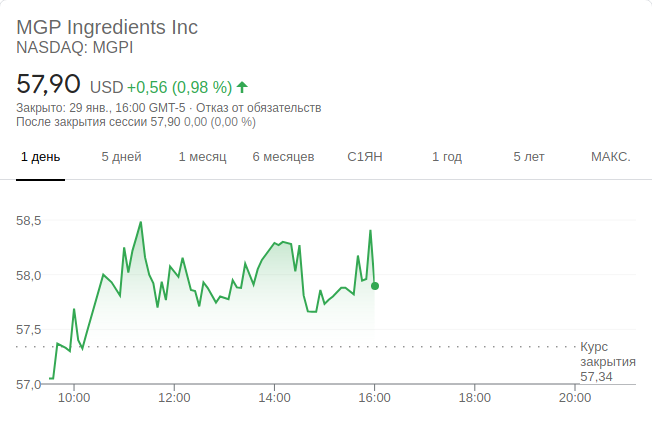 MGP Ingredients Inc
NASDAQ: MGPI
57,90 USD +0,56 (0,98 %)
Закрыто: 29 янв., 16:00 GMT-5 · Отказ от обязательств
После закрытия сессии 57,90 0,00 (0,00 %)
1 день 5 дней 1 месяц 6 месяцев С1ЯН 1 год 5 лет МАКС.
58,5
58,0
57,5
57,0
Курс
закрытия
57,34
10:00 12:00 14:00 16:00 18:00 20:00